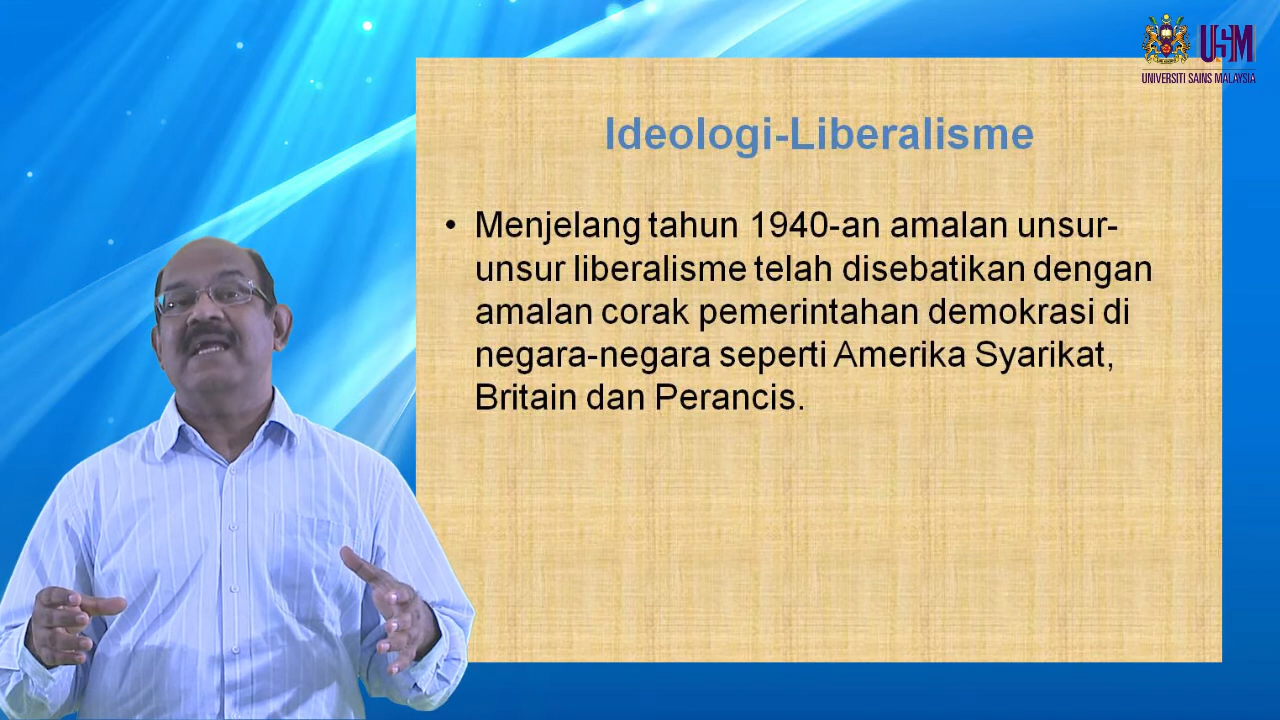 USM
UNIVERSITI SAINS MALAYSIA
Ideologi-Liberalisme
• Menjelang tahun 1940-an amalan unsur-
unsur liberalisme telah disebatikan dengan
amalan corak pemerintahan demokrasi di
negara-negara seperti Amerika Syarikat,
Britain dan Perancis.